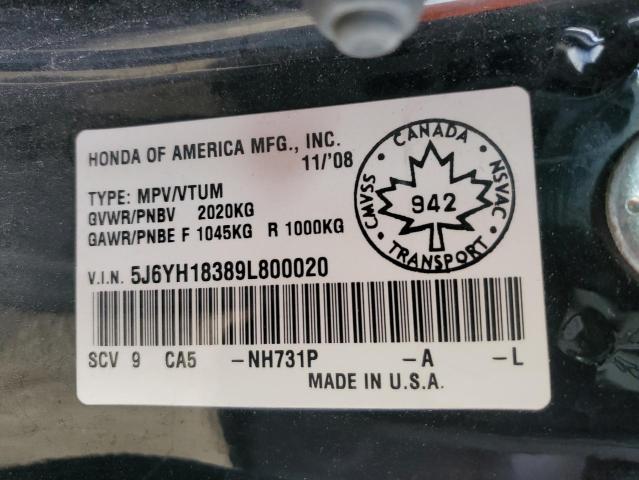 HONDA OF AMERICA MFG., INC.
11/'08
TYPE: MPV/VTUM
GVWR/PNBV 2020KG
GAWR/PNBE F 1045KG R 1000KG
CANADA
CMVSS
NSVAC
942
TRANSPORT
V.I.N. 5J6YH18389L800020
SCV 9 CA5 -NH731P -A -L
MADE IN U.S.A.